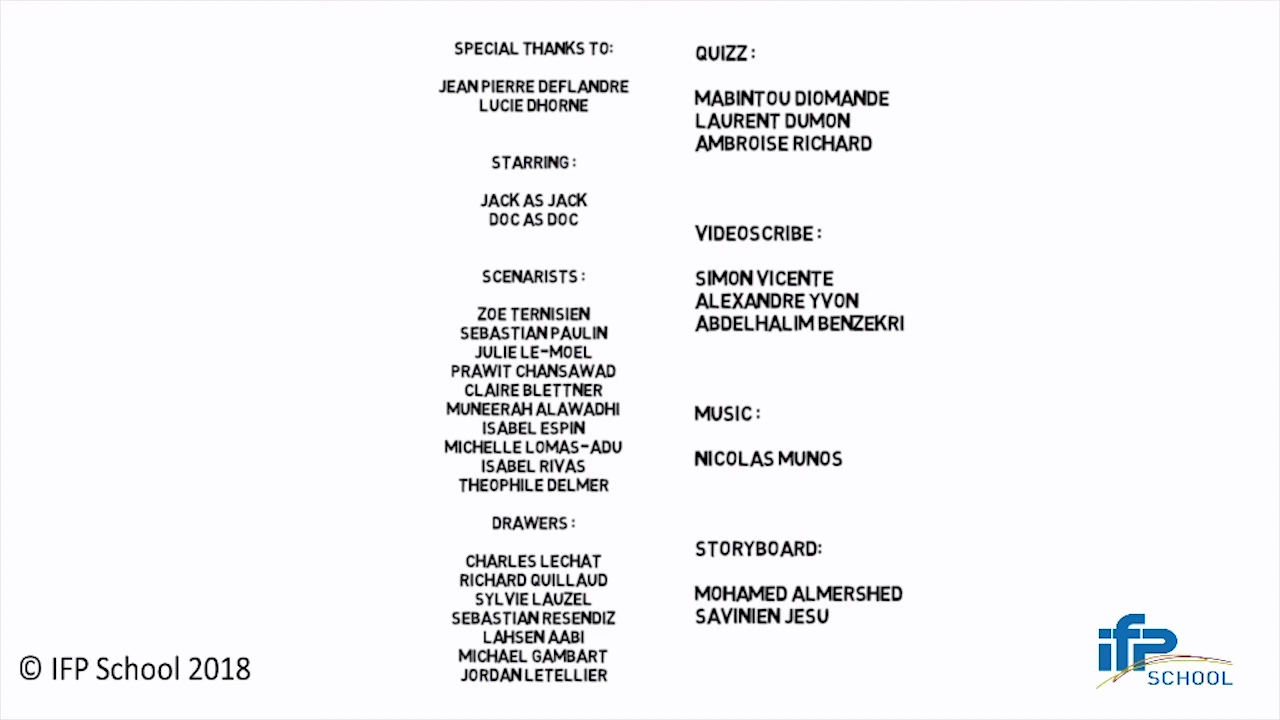 SPECIAL THANKS TO:
JEAN PIERRE DEFLANDRE
LUCIE DHORNE
STARRING:
JACK AS JACK
DOC AS DOC
SCENARISTS:
ZOE TERNISIEN
SEBASTIAN PAULIN
JULIE LE-MOEL
PRAWIT CHANSAWAD
CLAIRE BLETTNER
MUNEERAH ALAWADHI
ISABEL ESPIN
MICHELLE LOMAS-ADU
ISABEL RIVAS
THEOPHILE DELMER
DRAWERS:
CHARLES LECHAT
RICHARD QUILLAUD
SYLVIE LAUZEL
SEBASTIAN RESENDIZ
LAHSEN AABI
MICHAEL GAMBART
JORDAN LETELLIER
QUIZZ:
MABINTOU DIOMANDE
LAURENT DUMON
AMBROISE RICHARD
VIDEOSCRIBE:
SIMON VICENTE
ALEXANDRE YVON
ABDELHALIM BENZEKRI
MUSIC:
NICOLAS MUNOS
STORYBOARD:
MOHAMED ALMERSHED
SAVINIEN JESU
© IFP School 2018
ifp
SCHOOL